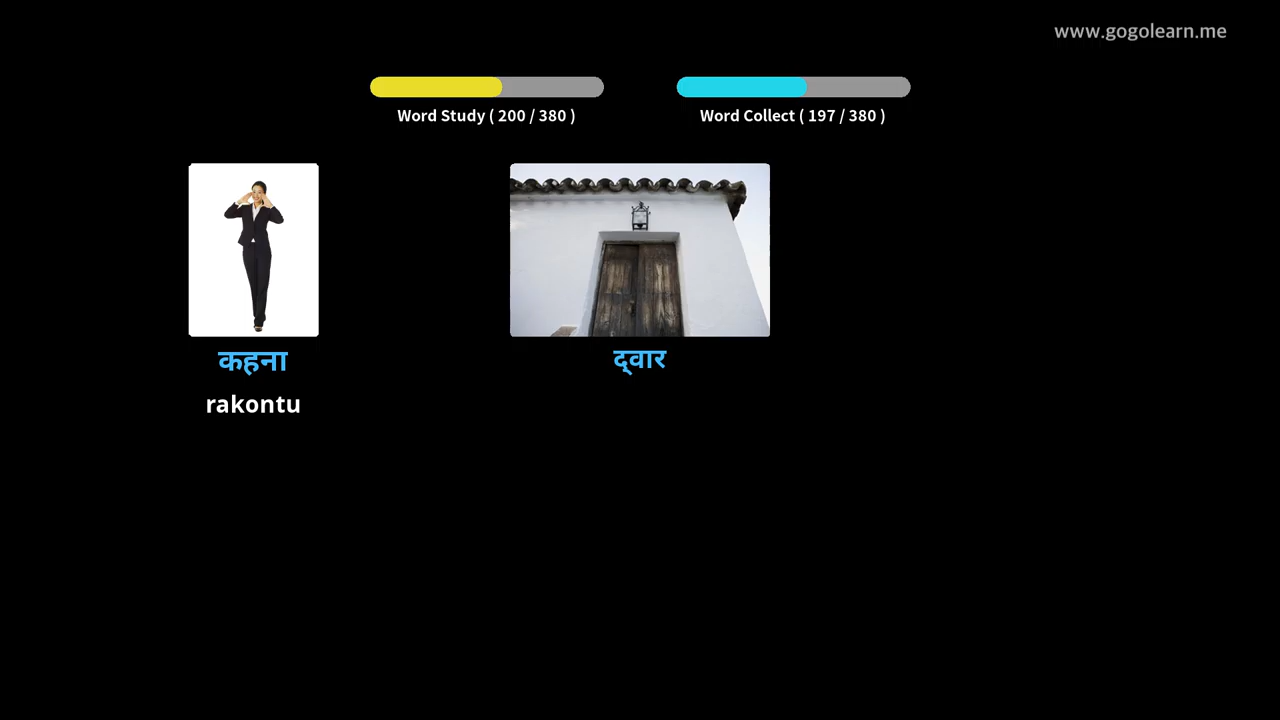 www.gogolearn.me
Word Study ( 200 / 380 )
Word Collect ( 197 / 380 )
कहना
rakontu
द्वार